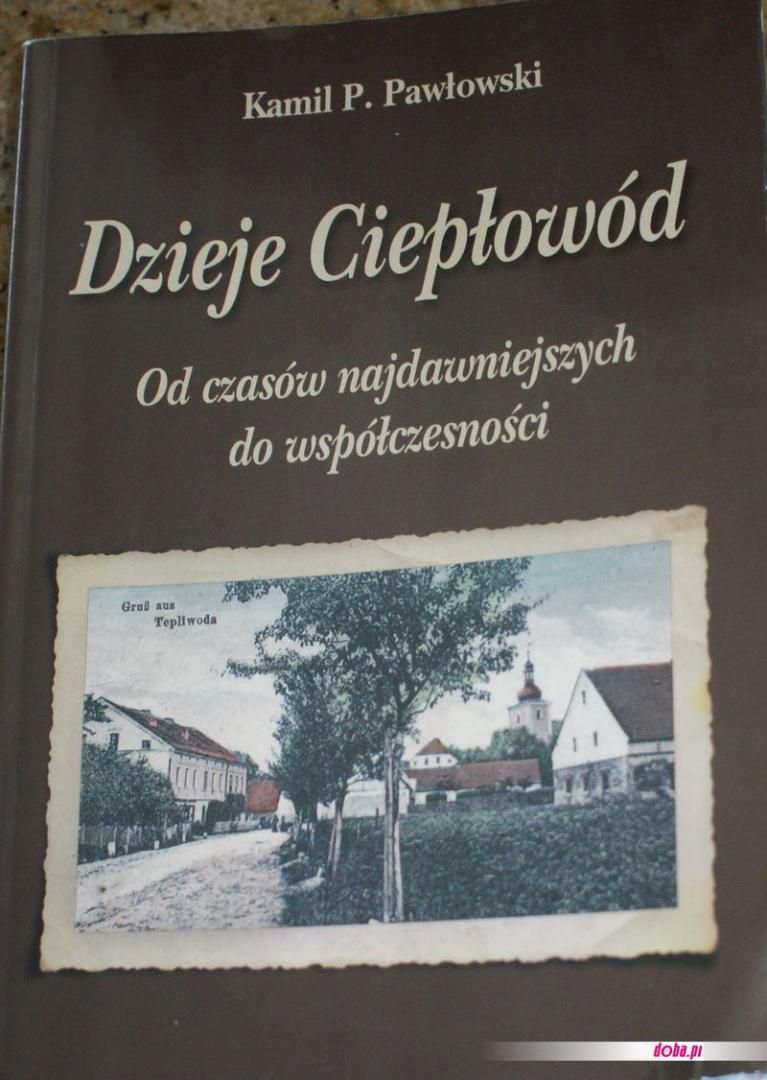 Kamil P. Pawłowski
Dzieje Ciepłowód
Od czasów najdawniejszych
do współczesności
Gruß aus
Tepliwoda
doba.pl